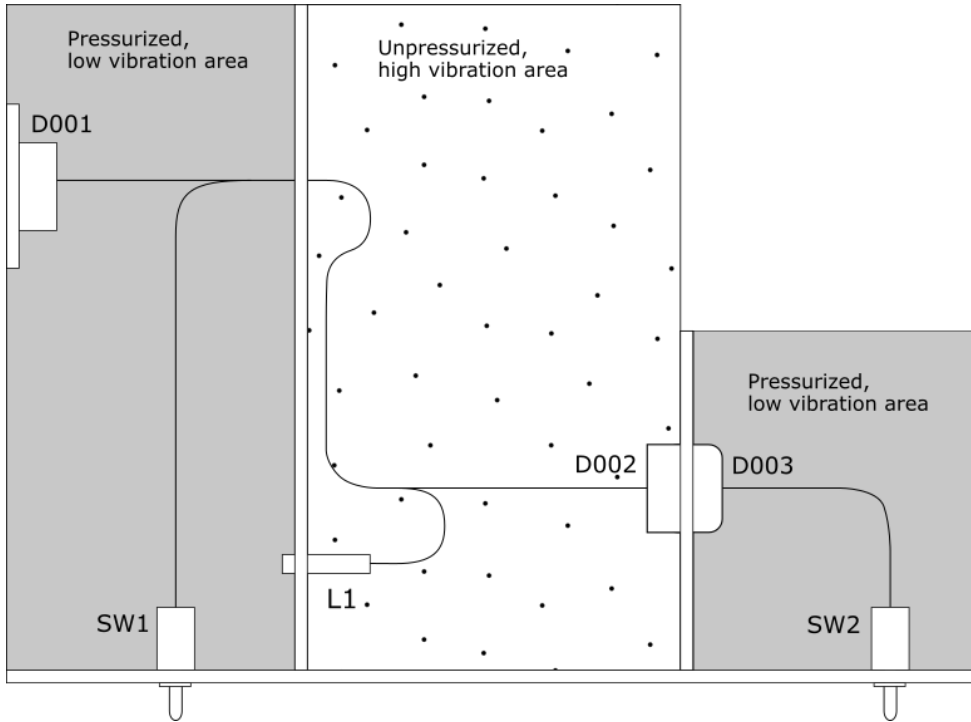 Pressurized,
low vibration area
Unpressurized,
high vibration area
D001
Pressurized,
low vibration area
D002
D003
L1
SW1
SW2